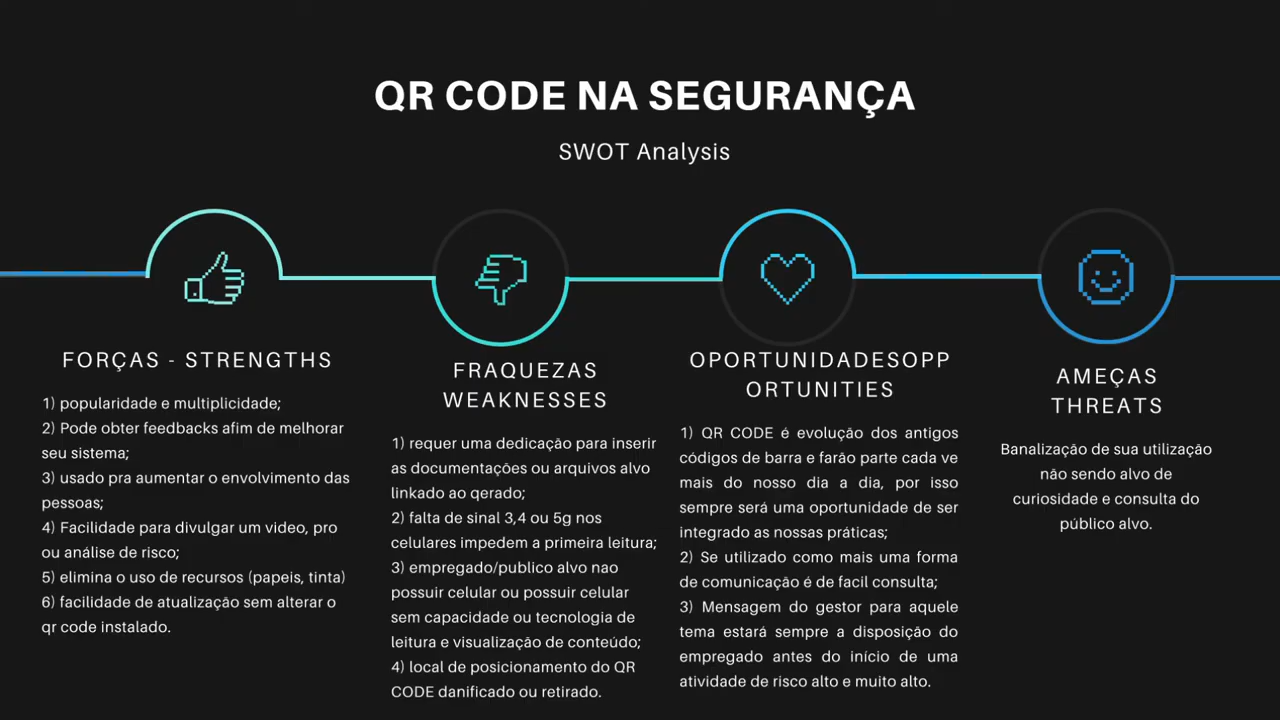 QR CODE NA SEGURANÇA
SWOT Analysis
FORÇAS - STRENGTHS
1) popularidade e multiplicidade;
2) Pode obter feedbacks afim de melhorar
seu sistema;
3) usado pra aumentar o envolvimento das
pessoas;
4) Facilidade para divulgar um video, pro
ou análise de risco;
5) elimina o uso de recursos (papeis, tinta)
6) facilidade de atualização sem alterar o
qr code instalado.
FRAQUEZAS
WEAKNESSES
1) requer uma dedicação para inserir
as documentações ou arquivos alvo
linkado ao qerado;
2) falta de sinal 3,4 ou 5g nos
celulares impedem a primeira leitura;
3) empregado/publico alvo nao
possuir celular ou possuir celular
sem capacidade ou tecnologia de
leitura e visualização de conteúdo;
4) local de posicionamento do QR
CODE danificado ou retirado.
OPORTUNIDADESOPP
ORTUNITIES
1) QR CODE é evolução dos antigos
códigos de barra e farão parte cada ve
mais do nosso dia a dia, por isso
sempre será uma oportunidade de ser
integrado as nossas práticas;
2) Se utilizado como mais uma forma
de comunicação é de facil consulta;
3) Mensagem do gestor para aquele
tema estará sempre a disposição do
empregado antes do início de uma
atividade de risco alto e muito alto.
AMEÇAS
THREATS
Banalização de sua utilização
não sendo alvo de
curiosidade e consulta do
público alvo.